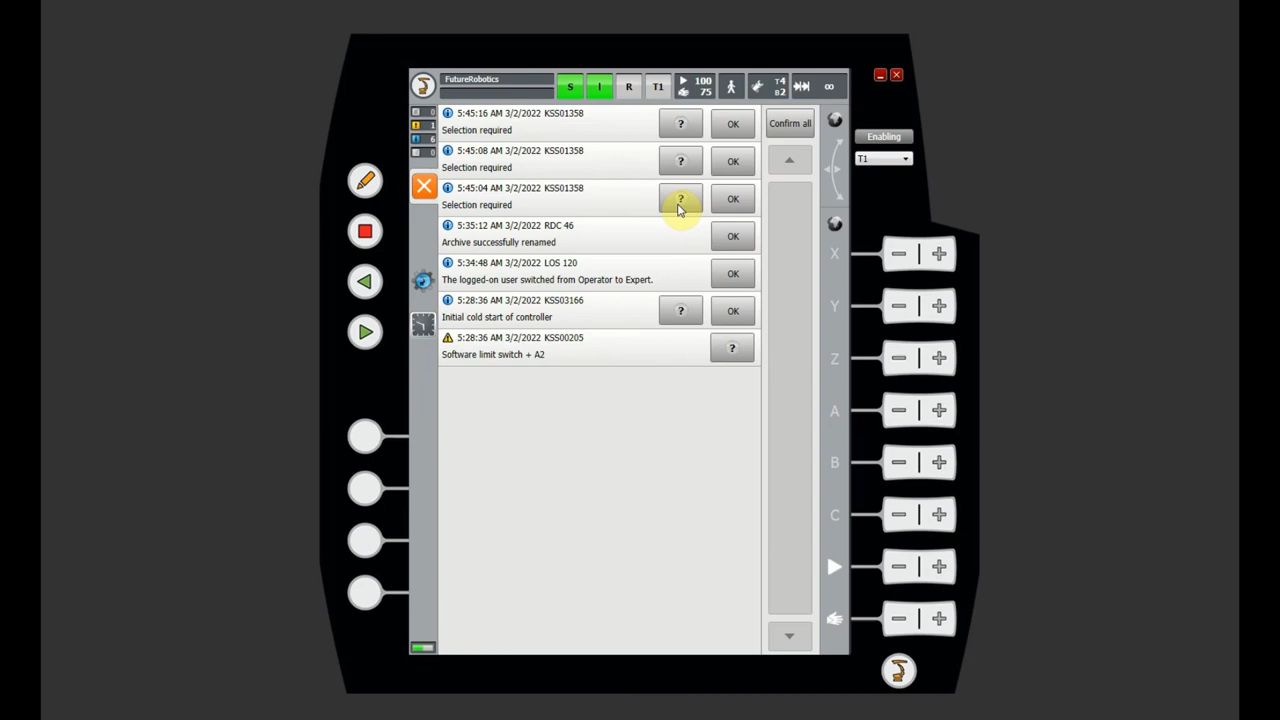 FutureRobotics
S I R T1 100 75 T4 B2 ∞
0
1
6
0
5:45:16 AM 3/2/2022 KSS01358
Selection required
? OK
Confirm all
5:45:08 AM 3/2/2022 KSS01358
Selection required
? OK
5:45:04 AM 3/2/2022 KSS01358
Selection required
? OK
5:35:12 AM 3/2/2022 RDC 46
Archive successfully renamed
OK
5:34:48 AM 3/2/2022 LOS 120
The logged-on user switched from Operator to Expert.
OK
5:28:36 AM 3/2/2022 KSS03166
Initial cold start of controller
? OK
5:28:36 AM 3/2/2022 KSS00205
Software limit switch + A2
?
Enabling
T1
X
Y
Z
A
B
C